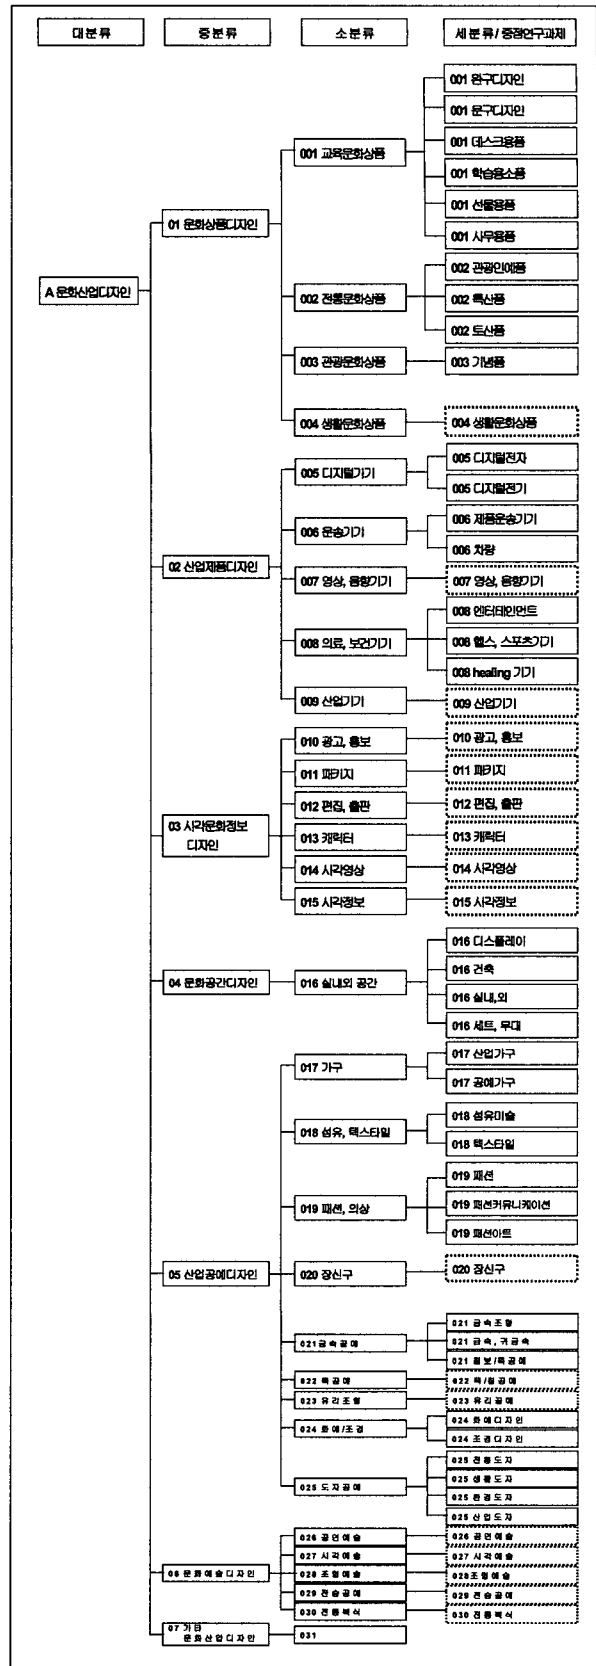 대분류
중분류
소분류
세분류/중점연구과제
A 문화산업디자인
01 문화상품디자인
001 교육문화상품
001 완구디자인
001 문구디자인
001 데스크용품
001 학습용소품
001 선물용품
001 사무용품
002 전통문화상품
002 관광민예품
002 특산품
002 토산품
003 관광문화상품
003 기념품
004 생활문화상품
004 생활문화상품
02 산업제품디자인
005 디지털기기
005 디지털전자
005 디지털전기
006 운송기기
006 제품운송기기
006 차량
007 영상, 음향기기
007 영상, 음향기기
008 의료, 보건기기
008 엔터테인먼트
008 헬스, 스포츠기기
008 healing 기기
009 산업기기
009 산업기기
03 시각문화정보
디자인
010 광고, 홍보
010 광고, 홍보
011 패키지
011 패키지
012 편집, 출판
012 편집, 출판
013 캐릭터
013 캐릭터
014 시각영상
014 시각영상
015 시각정보
015 시각정보
04 문화공간디자인
016 실내외 공간
016 디스플레이
016 건축
016 실내,외
016 세트, 무대
05 산업공예디자인
017 가구
017 산업가구
017 공예가구
018 섬유, 텍스타일
018 섬유미술
018 텍스타일
019 패션, 의상
019 패션
019 패션커뮤니케이션
019 패션아트
020 장신구
020 장신구
021금속공예
021 금속조형
021 금속, 귀금속
021 칠보/목공예
022 목공예
022 목/칠공예
023 유리조형
023 유리공예
024 화예/조경
024 화예디자인
024 조경디자인
025 도자공예
025 전통도자
025 생활도자
025 환경도자
025 산업도자
06 문화예술디자인
026 공연예술
026 공연예술
027 시각예술
027 시각예술
028 조형예술
028조형예술
029 전승공예
029 전승공예
030 전통복식
030 전통복식
07 기타
문화산업디자인
031